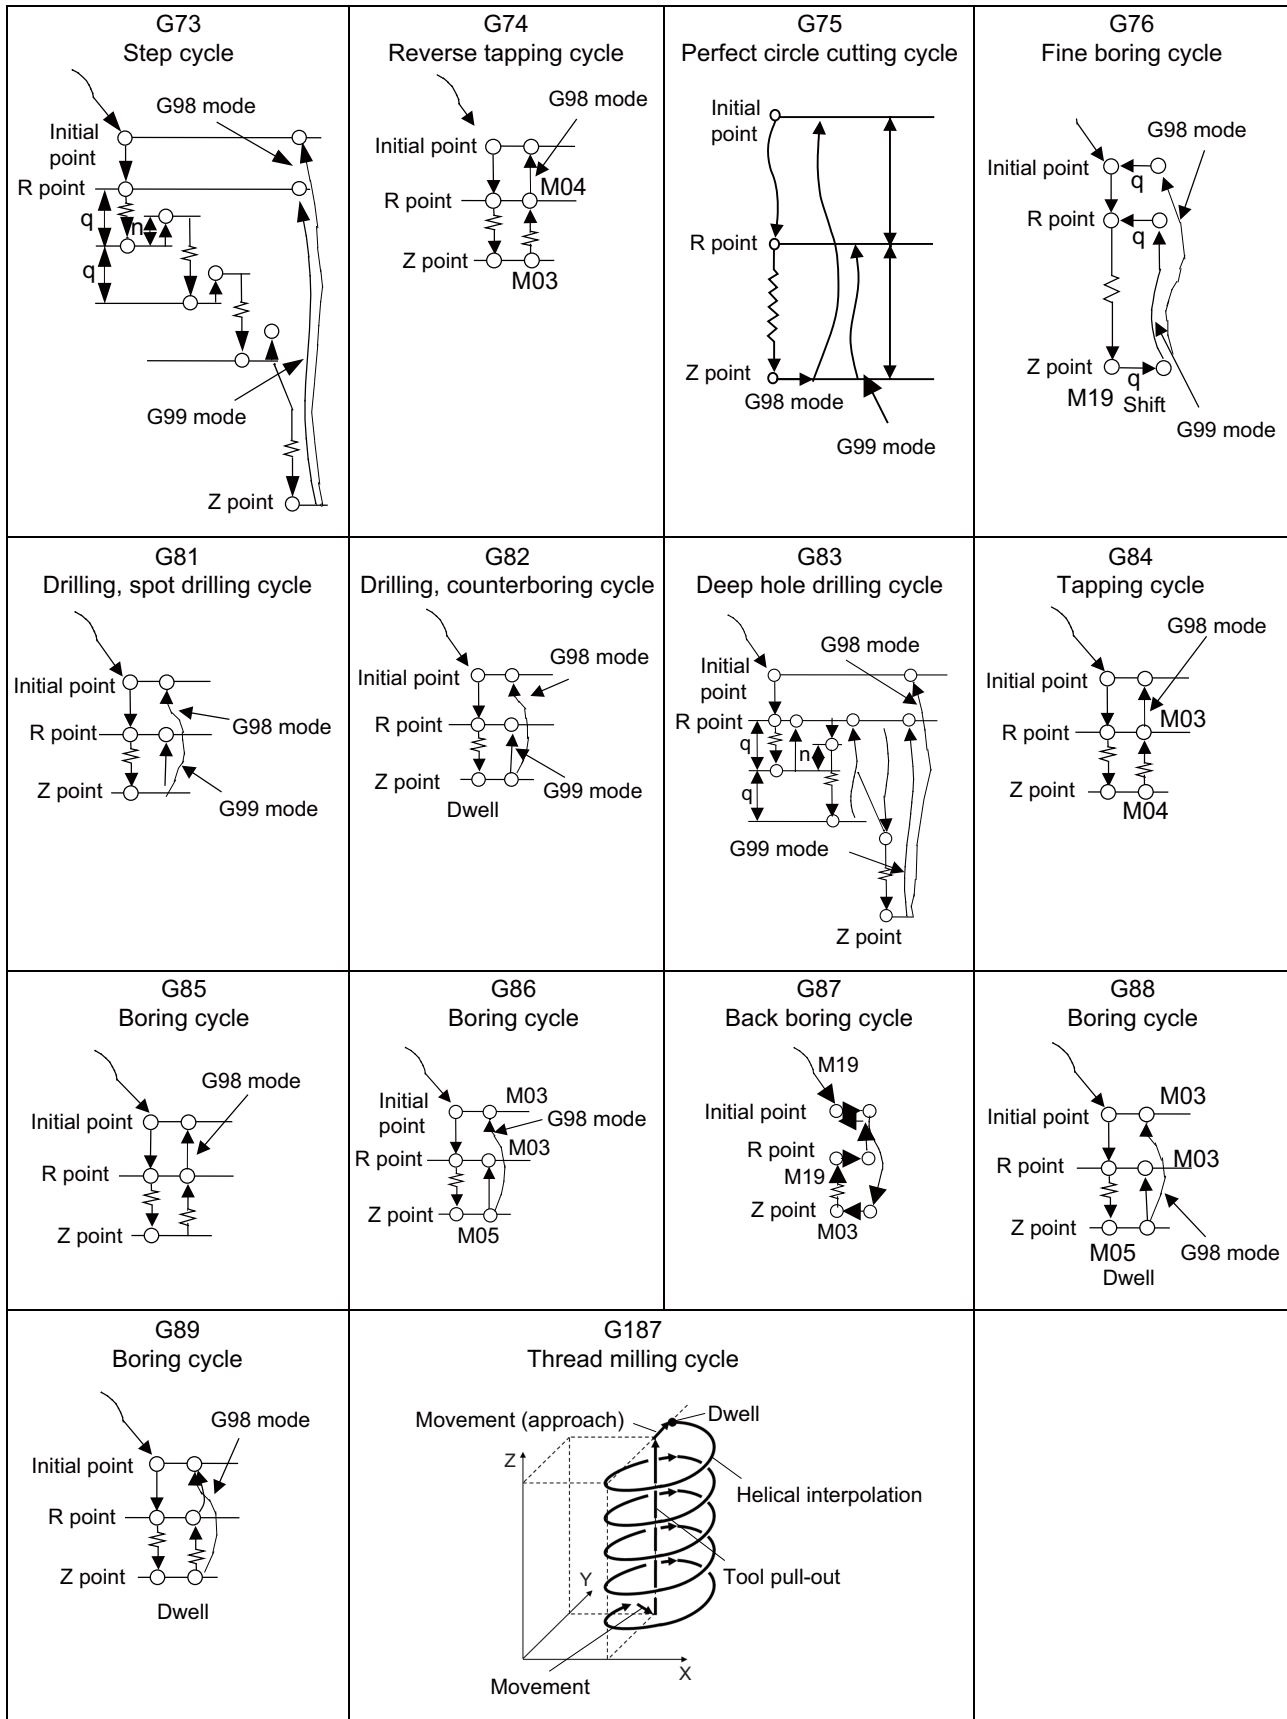 G73
Step cycle
G98 mode
Initial
point
R point
q
n
q
G99 mode
Z point
G74
Reverse tapping cycle
G98 mode
Initial point
M04
R point
Z point
M03
G75
Perfect circle cutting cycle
Initial
point
R point
Z point
G98 mode
G99 mode
G76
Fine boring cycle
G98 mode
Initial point
q
R point
q
Z point
q
M19
Shift
G99 mode
G81
Drilling, spot drilling cycle
Initial point
G98 mode
R point
Z point
G99 mode
G82
Drilling, counterboring cycle
G98 mode
Initial point
R point
Z point
G99 mode
Dwell
G83
Deep hole drilling cycle
G98 mode
Initial
point
R point
q
n
q
G99 mode
Z point
G84
Tapping cycle
G98 mode
Initial point
M03
R point
Z point
M04
G85
Boring cycle
G98 mode
Initial point
R point
Z point
G86
Boring cycle
M03
Initial
point
G98 mode
M03
R point
Z point
M05
G87
Back boring cycle
M19
Initial point
R point
M19
Z point
M03
G88
Boring cycle
M03
Initial point
M03
R point
Z point
M05
G98 mode
Dwell
G89
Boring cycle
G98 mode
Initial point
R point
Z point
Dwell
G187
Thread milling cycle
Movement (approach)
Dwell
Z
Helical interpolation
Y
Tool pull-out
X
Movement